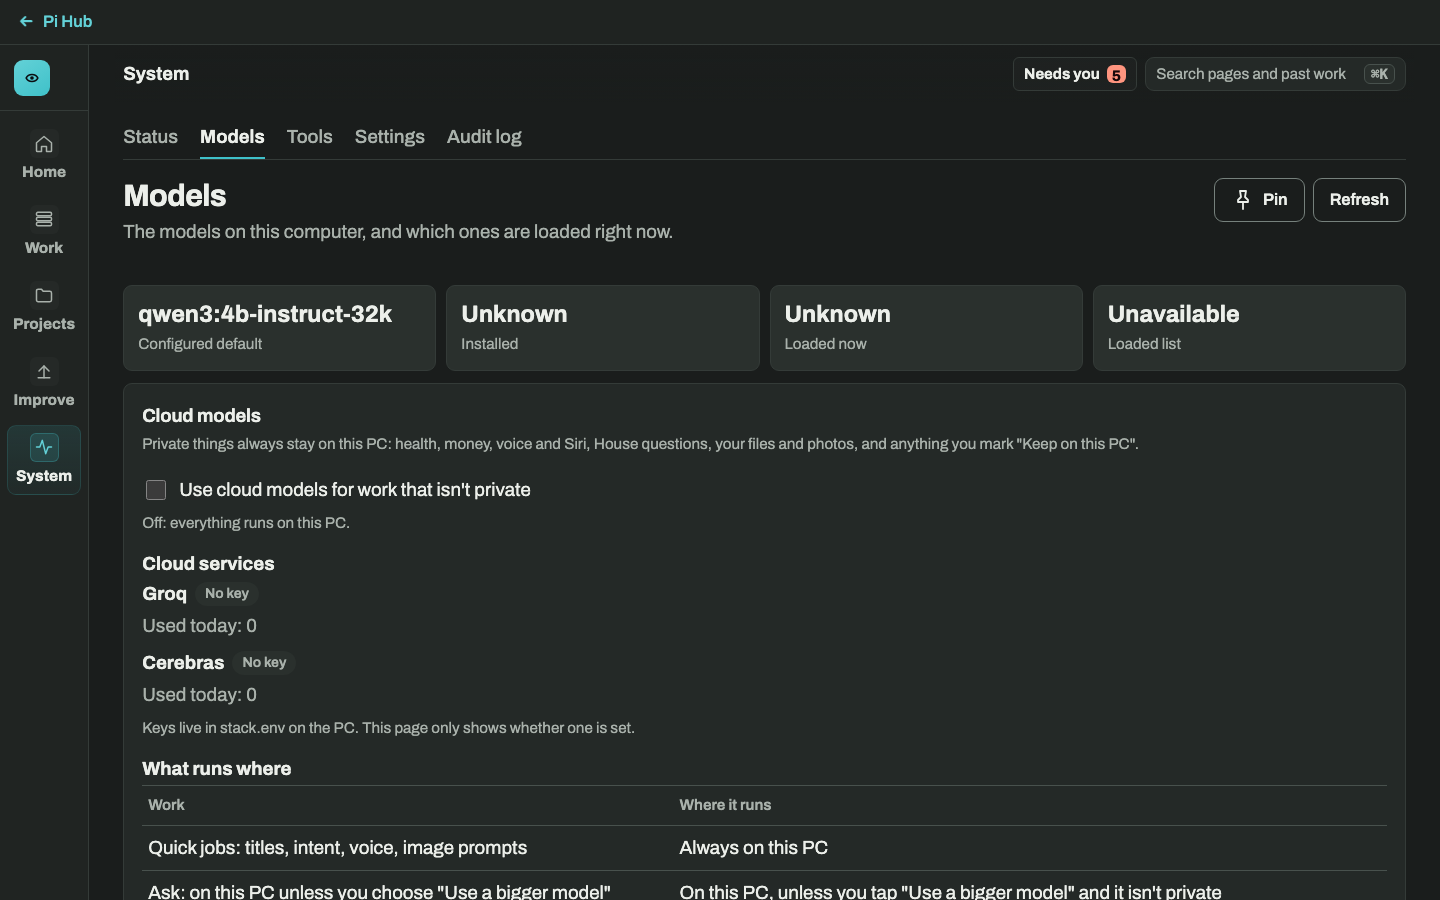 Pi Hub
System
Needs you 5
Search pages and past work ⌘K
Home
Work
Projects
Improve
System
Status Models Tools Settings Audit log
Models
The models on this computer, and which ones are loaded right now.
Pin
Refresh
qwen3:4b-instruct-32k
Configured default
Unknown
Installed
Unknown
Loaded now
Unavailable
Loaded list
Cloud models
Private things always stay on this PC: health, money, voice and Siri, House questions, your files and photos, and anything you mark "Keep on this PC".
Use cloud models for work that isn't private
Off: everything runs on this PC.
Cloud services
Groq No key
Used today: 0
Cerebras No key
Used today: 0
Keys live in stack.env on the PC. This page only shows whether one is set.
What runs where
Work Where it runs
Quick jobs: titles, intent, voice, image prompts Always on this PC
Ask: on this PC unless you choose "Use a bigger model" On this PC, unless you tap "Use a bigger model" and it isn't private